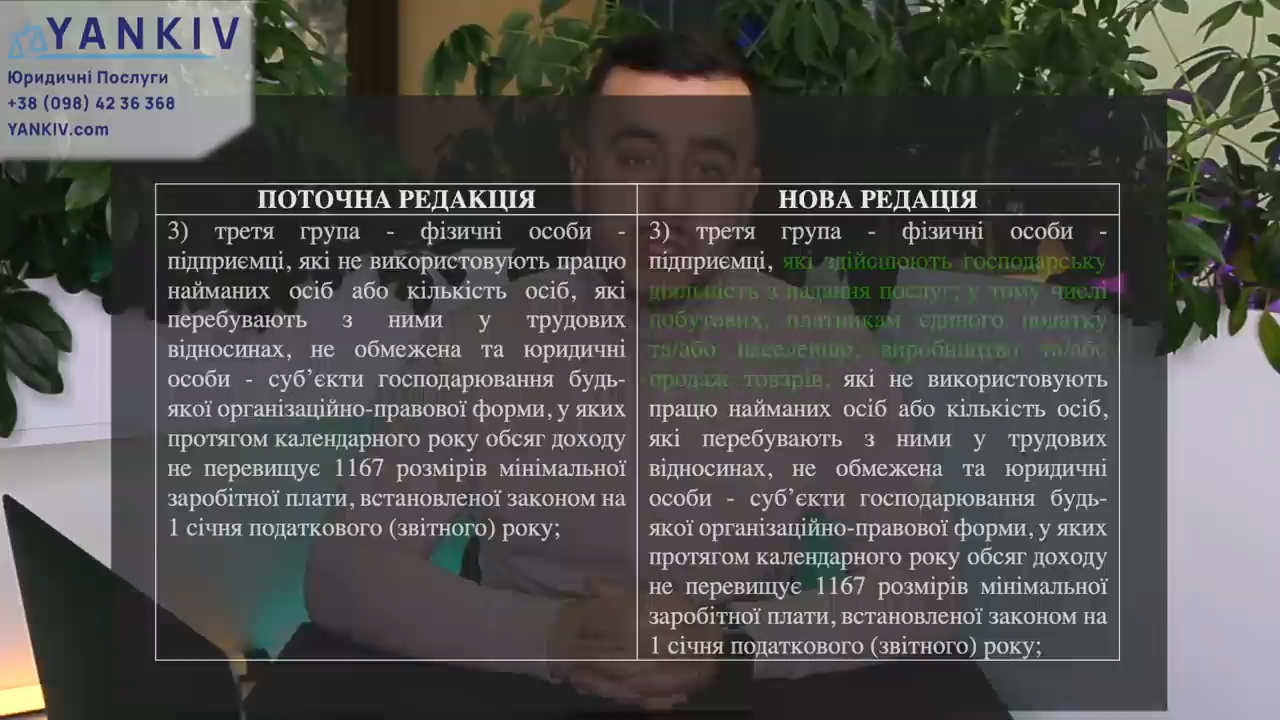 YANKIV
Юридичні Послуги
+38 (098) 42 36 368
YANKIV.com
ПОТОЧНА РЕДАКЦІЯ
3) третя група - фізичні особи -
підприємці, які не використовують працю
найманих осіб або кількість осіб, які
перебувають з ними у трудових
відносинах, не обмежена та юридичні
особи - суб’єкти господарювання будь-
якої організаційно-правової форми, у яких
протягом календарного року обсяг доходу
не перевищує 1167 розмірів мінімальної
заробітної плати, встановленої законом на
1 січня податкового (звітного) року;
НОВА РЕДАЦІЯ
3) третя група - фізичні особи -
підприємці, які здійснюють господарську
діяльність з надання послуг, у тому числі
побутових, платникам єдиного податку
та/або населенню, виробництво та/або
продаж товарів, які не використовують
працю найманих осіб або кількість осіб,
які перебувають з ними у трудових
відносинах, не обмежена та юридичні
особи - суб’єкти господарювання будь-
якої організаційно-правової форми, у яких
протягом календарного року обсяг доходу
не перевищує 1167 розмірів мінімальної
заробітної плати, встановленої законом на
1 січня податкового (звітного) року;